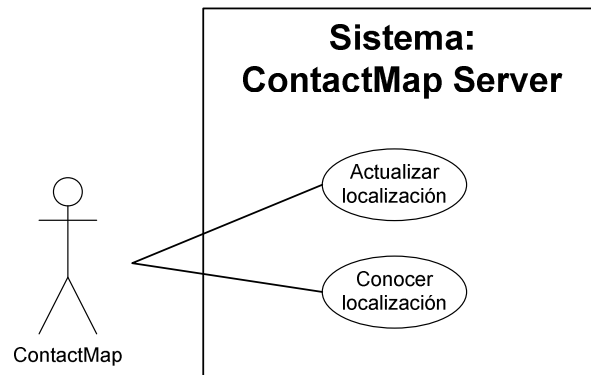 Sistema:
ContactMap Server
Actualizar
localización
Conocer
localización
ContactMap